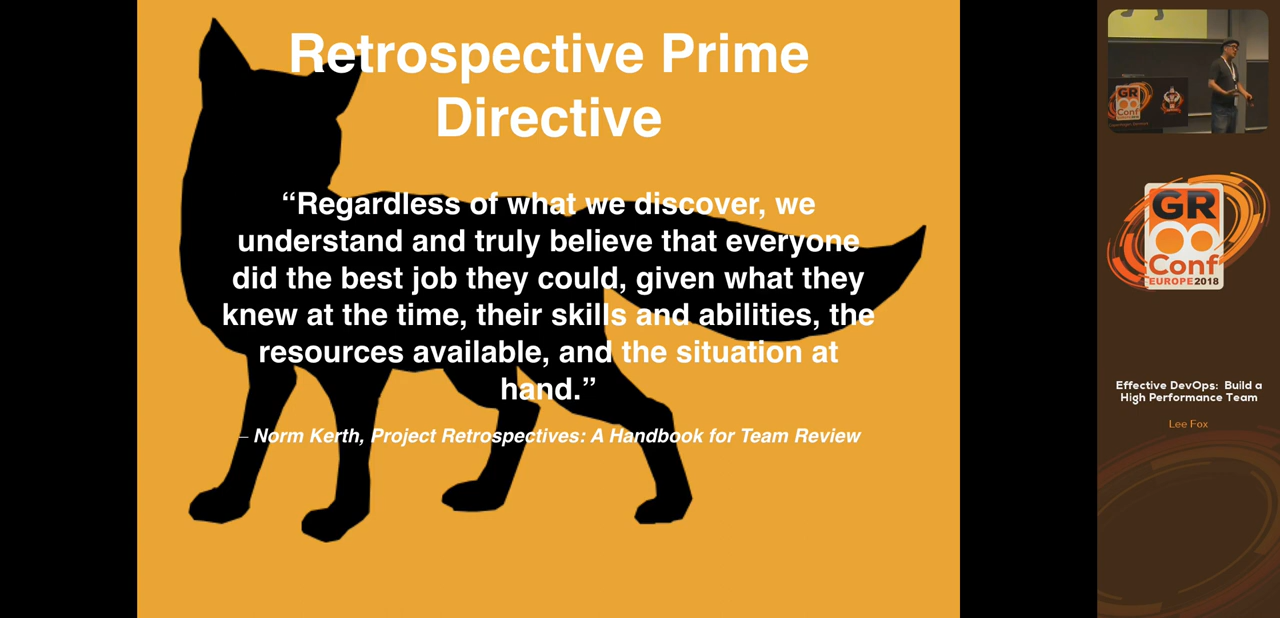 Retrospective Prime
Directive
“Regardless of what we discover, we
understand and truly believe that everyone
did the best job they could, given what they
knew at the time, their skills and abilities, the
resources available, and the situation at
hand.”
– Norm Kerth, Project Retrospectives: A Handbook for Team Review
GR
Conf
GR
Conf
EUROPE2018
Effective DevOps: Build a
High Performance Team
Lee Fox